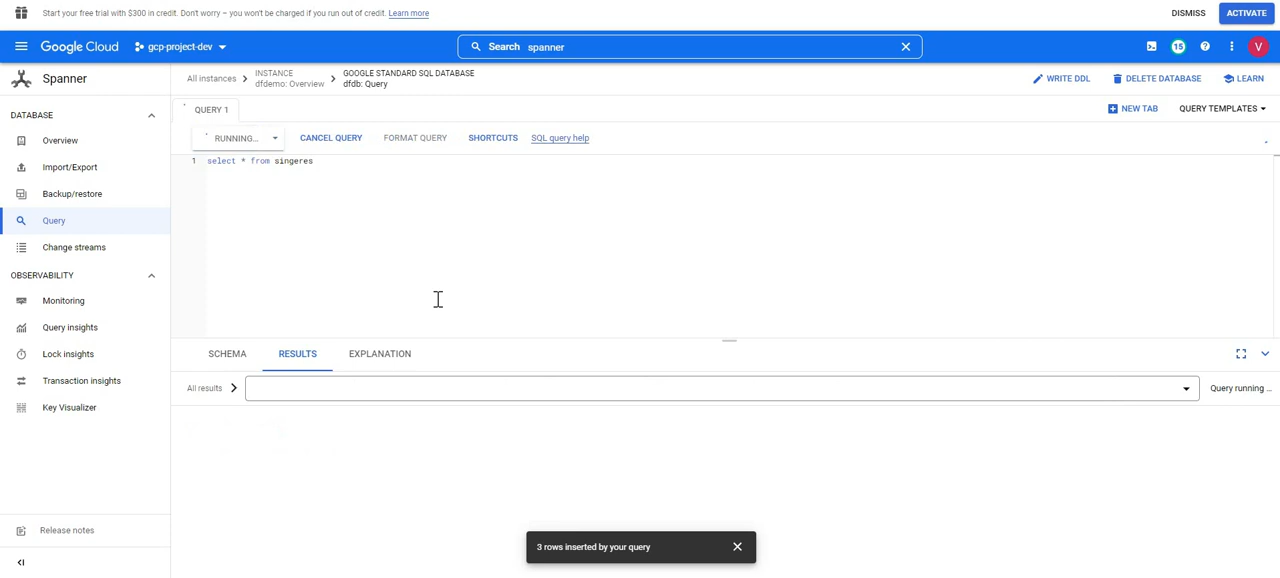 Start your free trial with $300 in credit. Don't worry – you won't be charged if you run out of credit. Learn more
DISMISS
ACTIVATE
Google Cloud
gcp-project-dev
Search spanner
15
V
Spanner
All instances
INSTANCE
dfdemo: Overview
GOOGLE STANDARD SQL DATABASE
dfdb: Query
WRITE DDL
DELETE DATABASE
LEARN
DATABASE
QUERY 1
NEW TAB
QUERY TEMPLATES
RUNNING...
CANCEL QUERY
FORMAT QUERY
SHORTCUTS
SQL query help
1 select * from singeres
Overview
Import/Export
Backup/restore
Query
Change streams
OBSERVABILITY
Monitoring
Query insights
Lock insights
Transaction insights
Key Visualizer
SCHEMA
RESULTS
EXPLANATION
All results
Query running ...
3 rows inserted by your query
Release notes